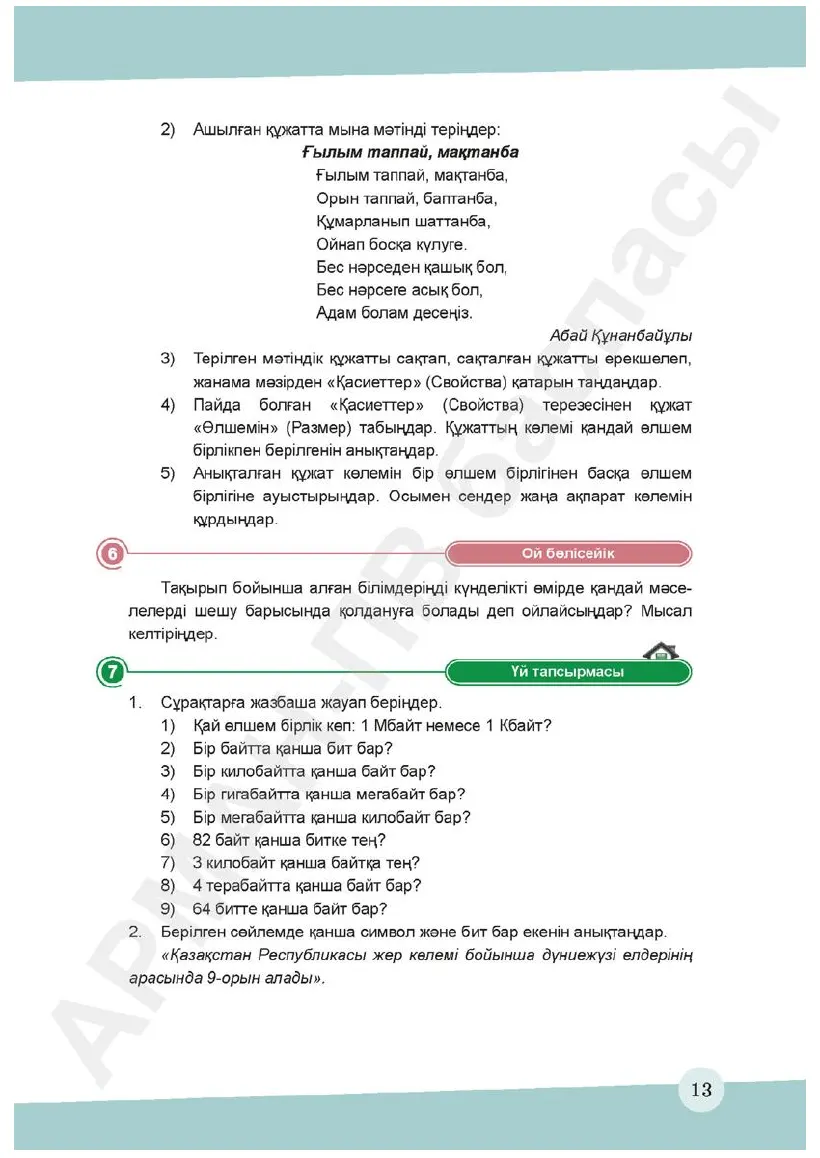 2) Ашылған құжатта мына мәтінді теріңдер:
Ғылым таппай, мақтанба
Ғылым таппай, мақтанба,
Орын таппай, баптанба,
Құмарланып шаттанба,
Ойнап босқа күлуге.
Бес нәрседен қашық бол,
Бес нәрсеге асық бол,
Адам болам десеңіз.
Абай Құнанбайұлы
3) Терілген мәтіндік құжатты сақтап, сақталған құжатты ерекшелеп,
жанама мәзірден «Қасиеттер» (Свойства) қатарын таңдаңдар.
4) Пайда болған «Қасиеттер» (Свойства) терезесінен құжат
«Өлшемін» (Размер) табыңдар. Құжаттың көлемі қандай өлшем
бірлікпен берілгенін анықтаңдар.
5) Анықталған құжат көлемін бір өлшем бірлігінен басқа өлшем
бірлігіне ауыстырыңдар. Осымен сендер жаңа ақпарат көлемін
құрдыңдар.
6 Ой бөлісейік
Тақырып бойынша алған білімдеріңді күнделікті өмірде қандай мәсе-
лелерді шешу барысында қолдануға болады деп ойлайсыңдар? Мысал
келтіріңдер.
7 Үй тапсырмасы
1. Сұрақтарға жазбаша жауап беріңдер.
1) Қай өлшем бірлік көп: 1 Мбайт немесе 1 Кбайт?
2) Бір байтта қанша бит бар?
3) Бір килобайтта қанша байт бар?
4) Бір гигабайтта қанша мегабайт бар?
5) Бір мегабайтта қанша килобайт бар?
6) 82 байт қанша битке тең?
7) 3 килобайт қанша байтқа тең?
8) 4 терабайтта қанша байт бар?
9) 64 битте қанша байт бар?
2. Берілген сөйлемде қанша символ және бит бар екенін анықтаңдар.
«Қазақстан Республикасы жер көлемі бойынша дүниежүзі елдерінің
арасында 9-орын алады».
13
АРМАН-ПВ баспасы